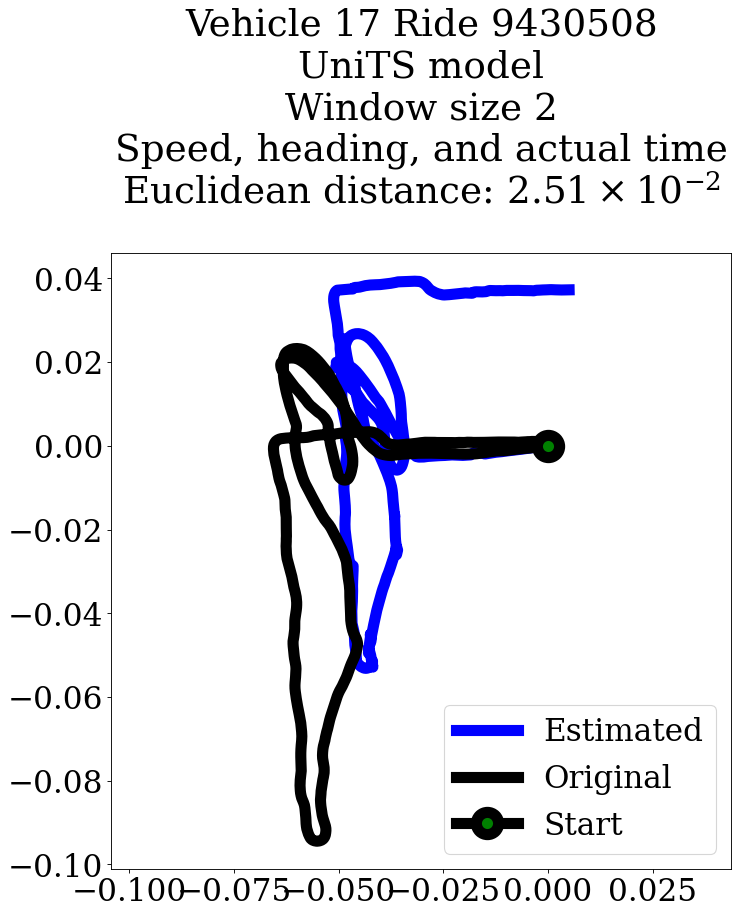 Vehicle 17 Ride 9430508
UniTS model
Window size 2
Speed, heading, and actual time
Euclidean distance: 2.51 × 10⁻²
0.04
0.02
0.00
−0.02
−0.04
−0.06
−0.08
−0.10
Estimated
Original
Start
−0.100 −0.075 −0.050 −0.025 0.000 0.025